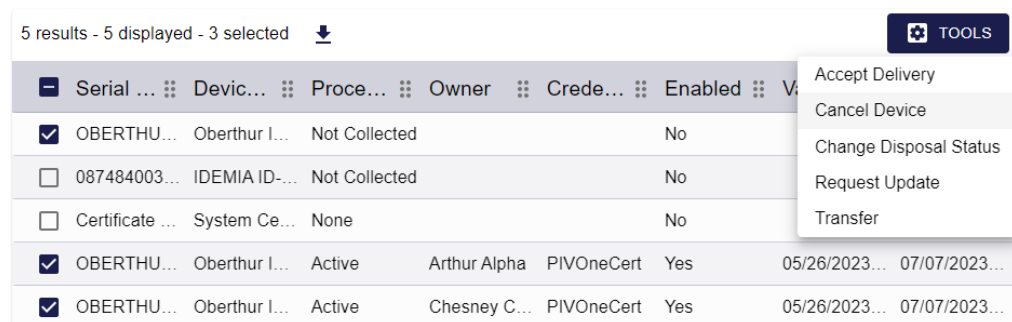 5 results - 5 displayed - 3 selected TOOLS
Serial ... Devic... Proce... Owner Crede... Enabled
Accept Delivery
Cancel Device
Change Disposal Status
Request Update
Transfer
OBERTHU... Oberthur I... Not Collected No
087484003... IDEMIA ID-... Not Collected No
Certificate ... System Ce... None No
OBERTHU... Oberthur I... Active Arthur Alpha PIVOneCert Yes 05/26/2023... 07/07/2023...
OBERTHU... Oberthur I... Active Chesney C... PIVOneCert Yes 05/26/2023... 07/07/2023...